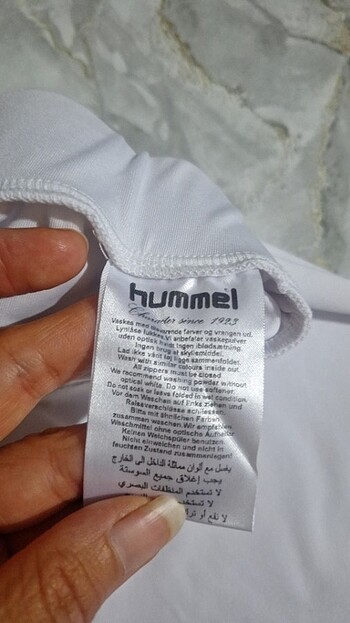 hummel
Character since 1923
Vaskes med tilsvarende farver og vrangen ud.
Lynlåse lukkes. Vi anbefaler vaskepulver
uden optisk hvidt. Ingen blødsætning.
Ingen brug af skyllemiddel.
Lad ikke vådt tøj ligge sammenfoldet.
Wash with similar colours inside out.
All zippers must be closed.
We recommend washing powder without
optical white. Do not use softener.
Do not soak or leave folded in wet condition.
Vor dem Waschen auf links ziehen und
Reissverschlüsse schliessen.
Bitte mit ähnlichen Farben
zusammen waschen. Wir empfehlen
Waschmittel ohne optische Aufheller
Keinen Weichspüler benutzen.
Nicht einweichen und nicht in
feuchten Zustand zusammenlegen!
يغسل مع ألوان مماثلة الداخل الى الخارج
يجب إغلاق جميع السوستة
لا تستخدم المنظفات البصري
لا تستخدم
لا تقع أو